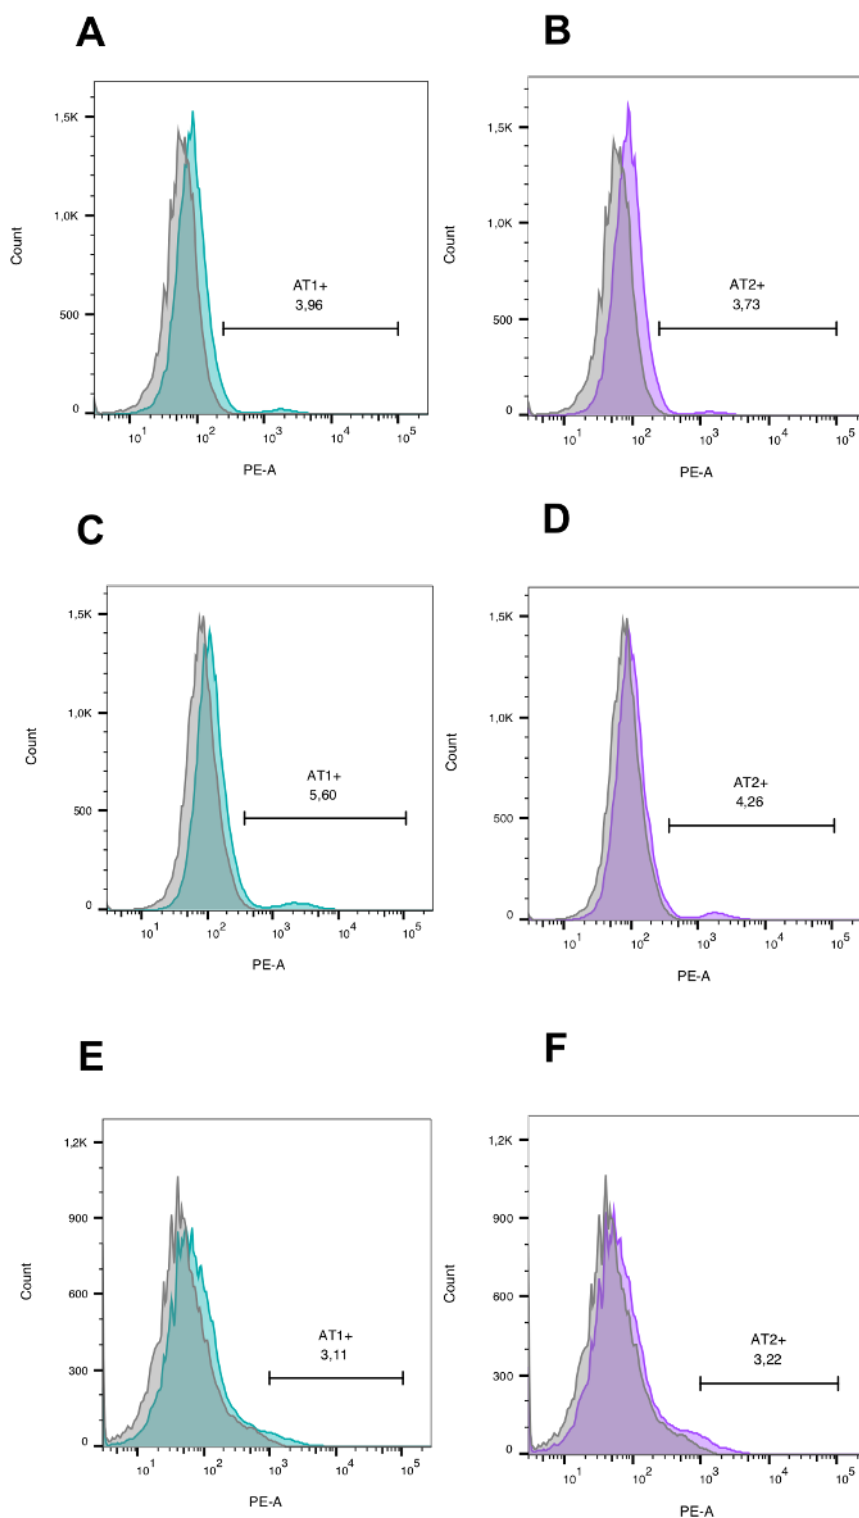 A
1,5K
1,0K
500
0
Count
AT1+
3,96
10¹ 10² 10³ 10⁴ 10⁵
PE-A
B
1,5K
1,0K
500
0
Count
AT2+
3,73
10¹ 10² 10³ 10⁴ 10⁵
PE-A
C
1,5K
1,0K
500
0
Count
AT1+
5,60
10¹ 10² 10³ 10⁴ 10⁵
PE-A
D
1,5K
1,0K
500
0
Count
AT2+
4,26
10¹ 10² 10³ 10⁴ 10⁵
PE-A
E
1,2K
900
600
300
0
Count
AT1+
3,11
10¹ 10² 10³ 10⁴ 10⁵
PE-A
F
1,2K
900
600
300
0
Count
AT2+
3,22
10¹ 10² 10³ 10⁴ 10⁵
PE-A